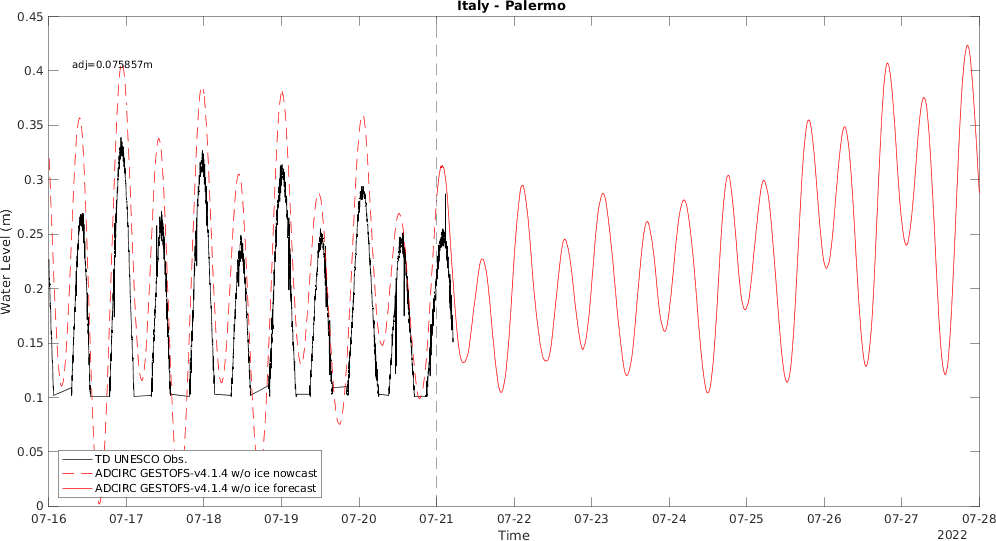 Italy - Palermo
0.45
0.4
0.35
0.3
0.25
0.2
0.15
0.1
0.05
0
Water Level (m)
adj=0.075857m
TD UNESCO Obs.
ADCIRC GESTOFS-v4.1.4 w/o ice nowcast
ADCIRC GESTOFS-v4.1.4 w/o ice forecast
07-16 07-17 07-18 07-19 07-20 07-21 07-22 07-23 07-24 07-25 07-26 07-27 07-28
Time
2022